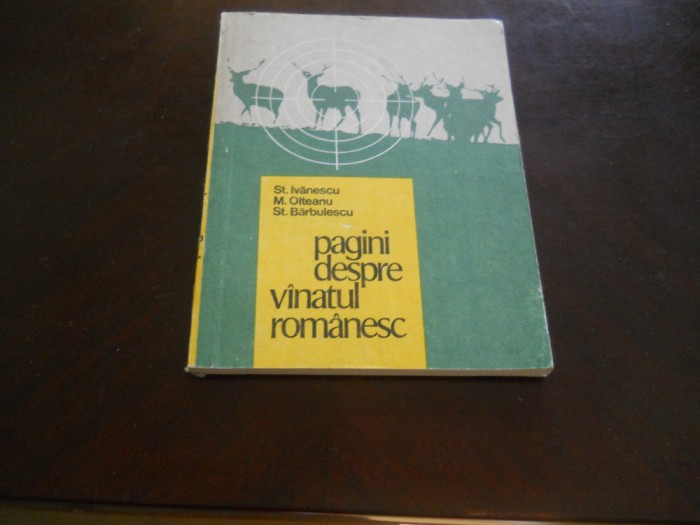 St. Ivănescu
M. Olteanu
St. Bărbulescu
pagini
despre
vînatul
românesc